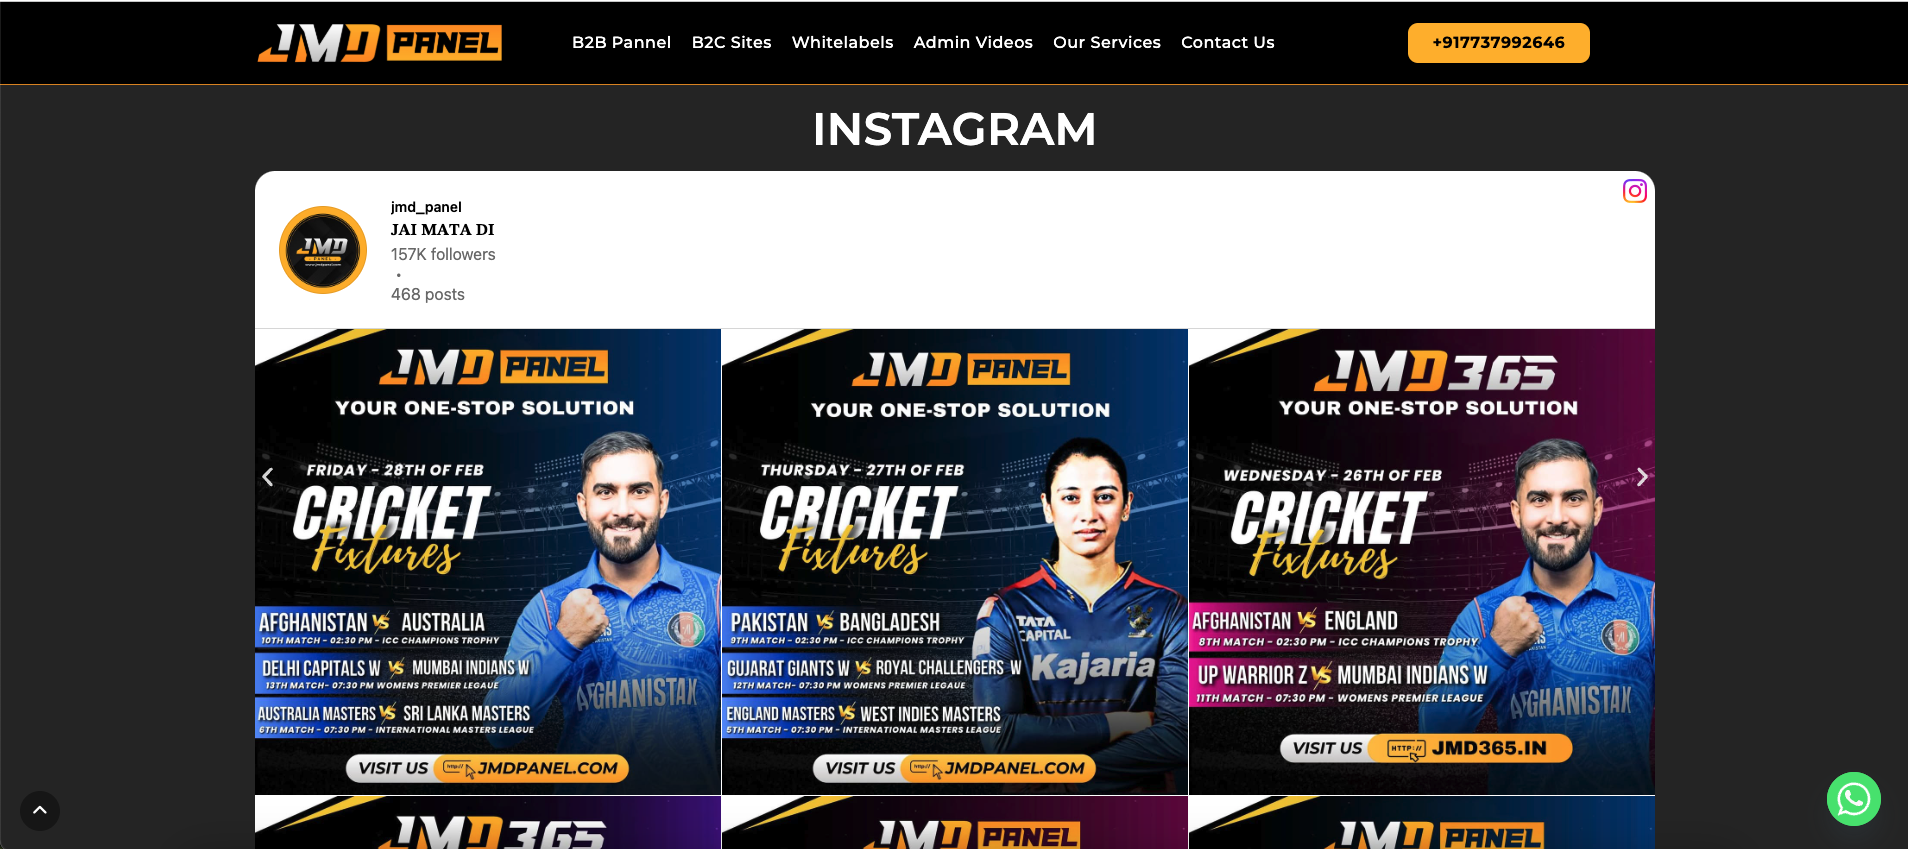 JMD PANEL
B2B Pannel B2C Sites Whitelabels Admin Videos Our Services Contact Us
+917737992646
INSTAGRAM
jmd_panel
JAI MATA DI
157K followers
•
468 posts
JMD PANEL
YOUR ONE-STOP SOLUTION
FRIDAY - 28TH OF FEB
CRICKET
Fixtures
AFGHANISTAN VS AUSTRALIA
10TH MATCH - 02:30 PM - ICC CHAMPIONS TROPHY
DELHI CAPITALS W VS MUMBAI INDIANS W
13TH MATCH- 07:30 PM WOMENS PREMIER LEGAUE
AUSTRALIA MASTERS VS SRI LANKA MASTERS
6TH MATCH - 07:30 PM - INTERNATIONAL MASTERS LEAGUE
AFGHANISTAN
VISIT US http:// JMDPANEL.COM
JMD PANEL
YOUR ONE-STOP SOLUTION
THURSDAY - 27TH OF FEB
CRICKET
Fixtures
TATA
CAPITAL
Kajaria
PAKISTAN VS BANGLADESH
9TH MATCH - 02:30 PM - ICC CHAMPIONS TROPHY
GUJARAT GIANTS W VS ROYAL CHALLENGERS W
12TH MATCH- 07:30 PM WOMENS PREMIER LEAGUE
ENGLAND MASTERS VS WEST INDIES MASTERS
5TH MATCH - 07:30 PM - INTERNATIONAL MASTERS LEAGUE
VISIT US http:// JMDPANEL.COM
JMD365
YOUR ONE-STOP SOLUTION
WEDNESDAY - 26TH OF FEB
CRICKET
Fixtures
AFGHANISTAN VS ENGLAND
8TH MATCH - 02:30 PM - ICC CHAMPIONS TROPHY
UP WARRIOR Z VS MUMBAI INDIANS W
11TH MATCH - 07:30 PM - WOMENS PREMIER LEAGUE
AFGHANISTAN
VISIT US HTTP:// JMD365.IN
JMD365
JMD PANEL
JMD PANEL